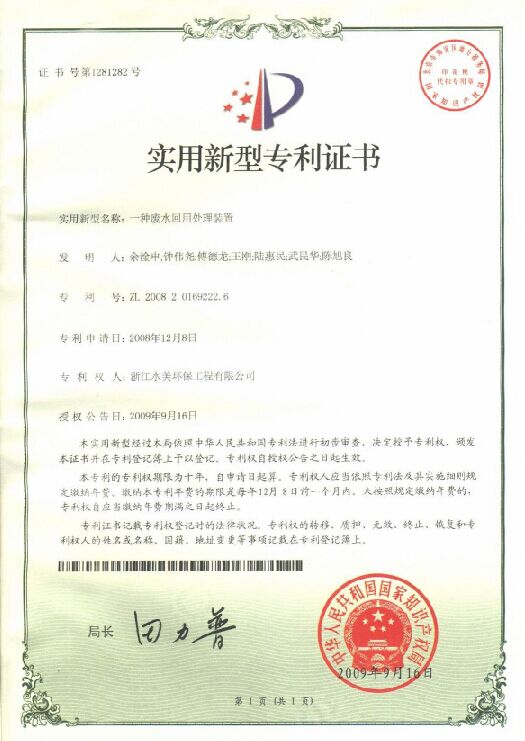 证 书 号第1281282 号
印 花 税
代扣专用章
实用新型专利证书
实用新型名称：一种废水回用处理装置
发 明 人：余淦申;钟伟尧;傅德龙;王刚;陆惠民;武民华;陈旭良
专 利 号：ZL 2008 2 0169222.6
专利申请日：2008年12月8日
专 利 权 人：浙江水美环保工程有限公司
授权公告日：2009年9月16日
本实用新型经过本局依照中华人民共和国专利法进行初步审查，决定授予专利权，颁发
本证书并在专利登记簿上予以登记。专利权自授权公告之日起生效。
本专利的专利权期限为十年，自申请日起算。专利权人应当依照专利法及其实施细则规
定缴纳年费。缴纳本专利年费的期限是每年12月8日前一个月内。未按照规定缴纳年费的，
专利权自应当缴纳年费期满之日起终止。
专利证书记载专利权登记时的法律状况。专利权的转移、质押、无效、终止、恢复和专
利权人的姓名或名称、国籍、地址变更等事项记载在专利登记簿上。
局长 田力普
中华人民共和国国家知识产权局
2009年9月16日
第 1 页 (共 1 页)